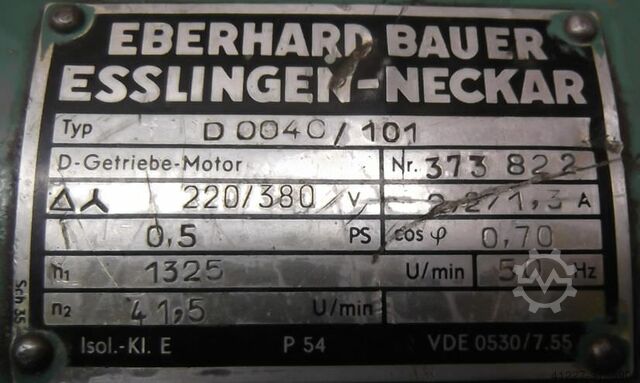 EBERHARD BAUER
ESSLINGEN-NECKAR
Typ D 0040/101
D-Getriebe-Motor Nr. 373 822
220/380 V 2,2/1,3 A
0,5 PS cos φ 0,70
n1 1325 U/min Hz
n2 41,5 U/min
Isol.-Kl. E P 54 VDE 0530/7.55
Sch 35